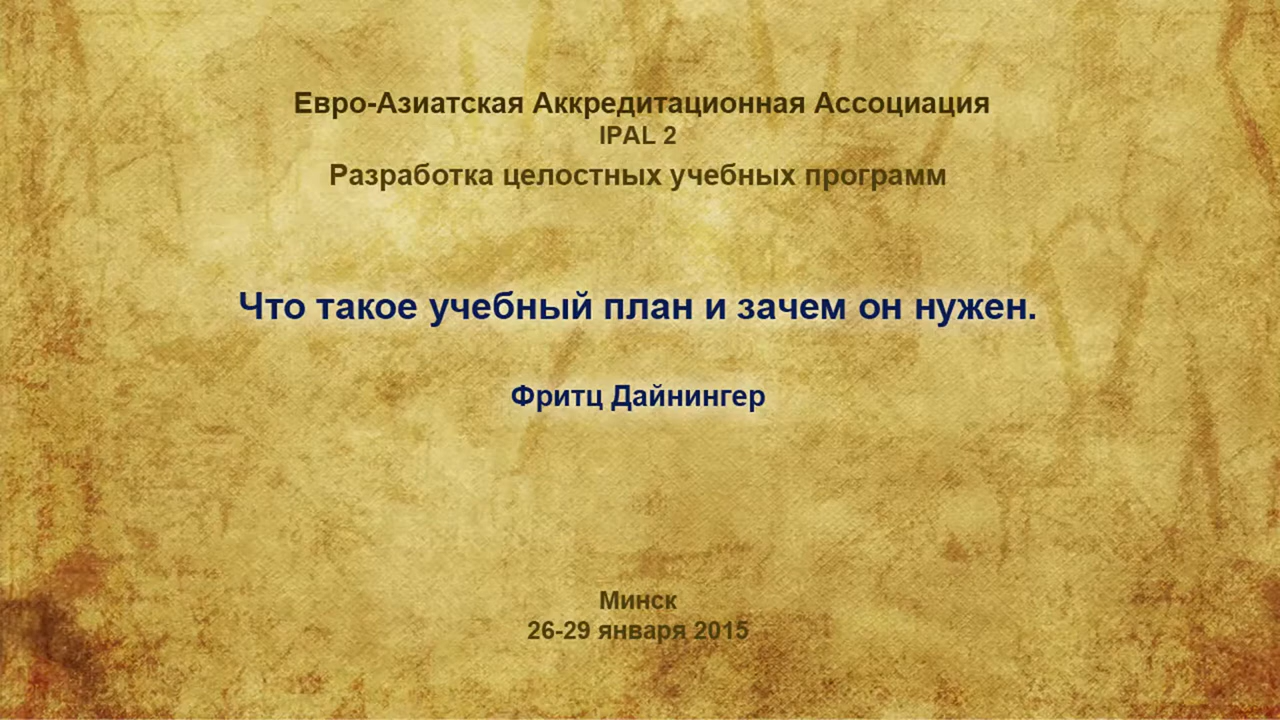 Евро-Азиатская Аккредитационная Ассоциация
IPAL 2
Разработка целостных учебных программ
Что такое учебный план и зачем он нужен.
Фритц Дайнингер
Минск
26-29 января 2015